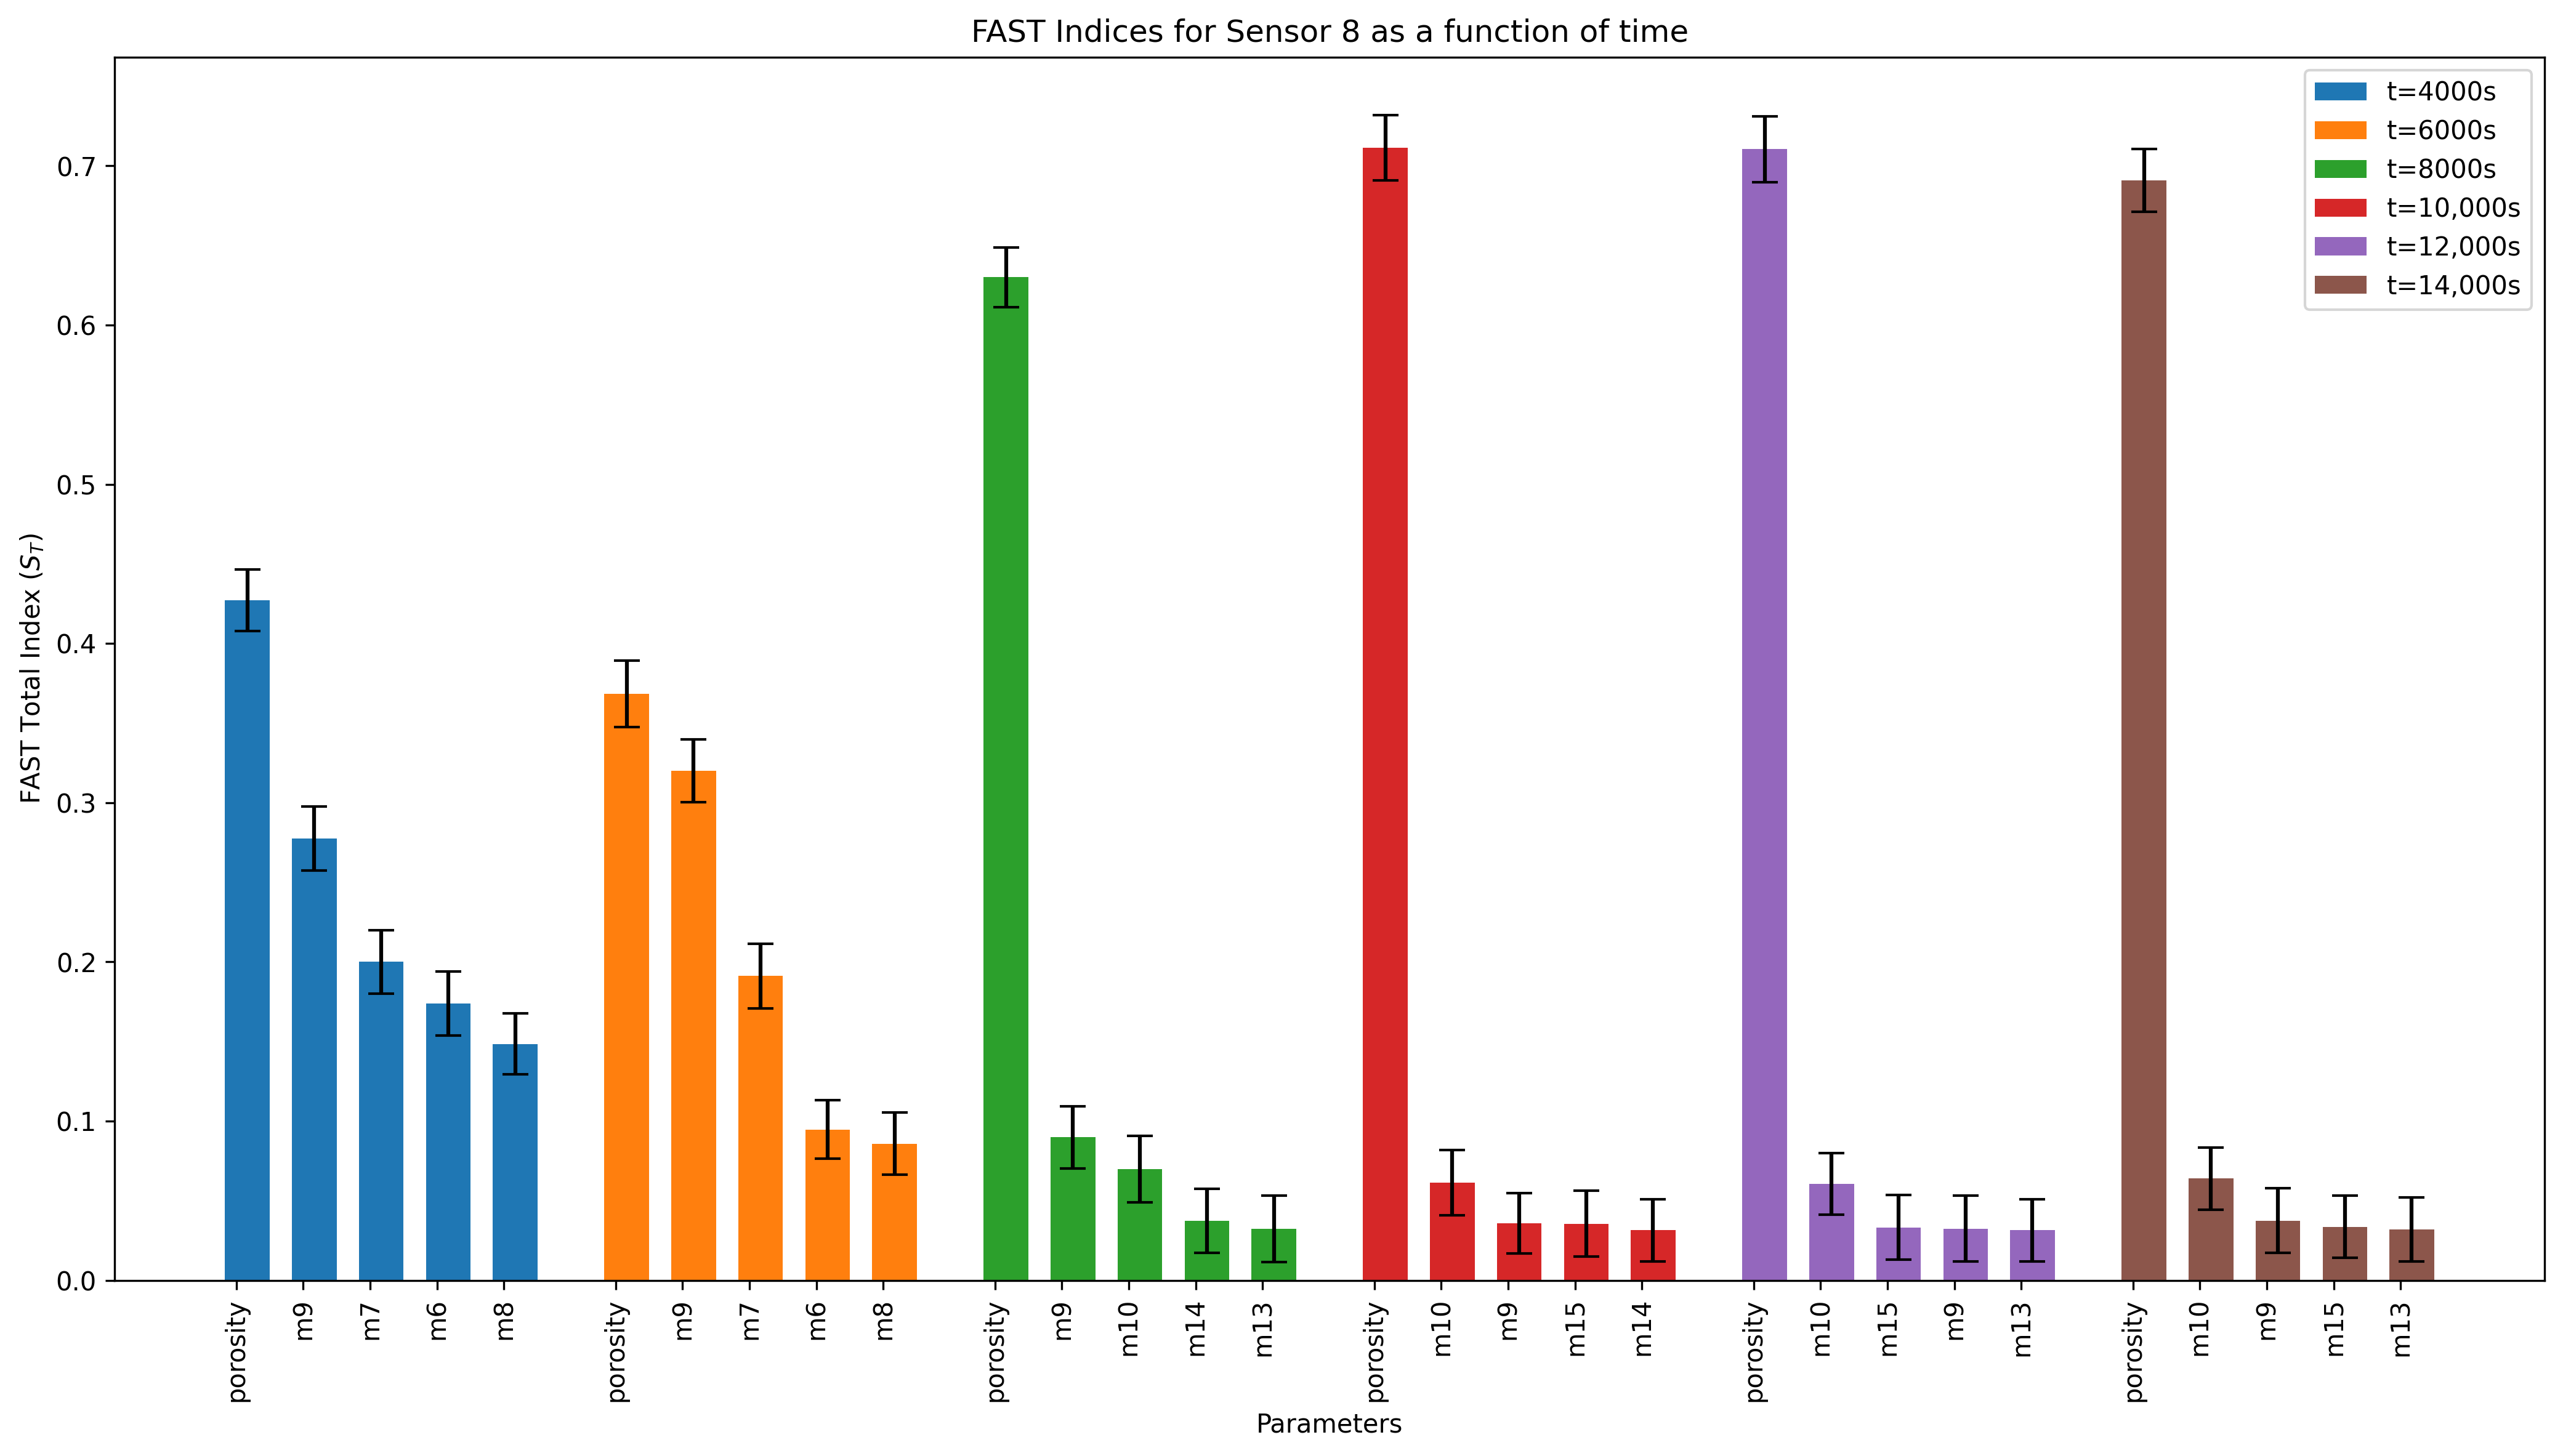 FAST Indices for Sensor 8 as a function of time
t=4000s
t=6000s
t=8000s
t=10,000s
t=12,000s
t=14,000s
FAST Total Index (S_T)
0.7
0.6
0.5
0.4
0.3
0.2
0.1
0.0
porosity m9 m7 m6 m8 porosity m9 m7 m6 m8 porosity m9 m10 m14 m13 porosity m10 m9 m15 m14 porosity m10 m15 m9 m13 porosity m10 m9 m15 m13
Parameters